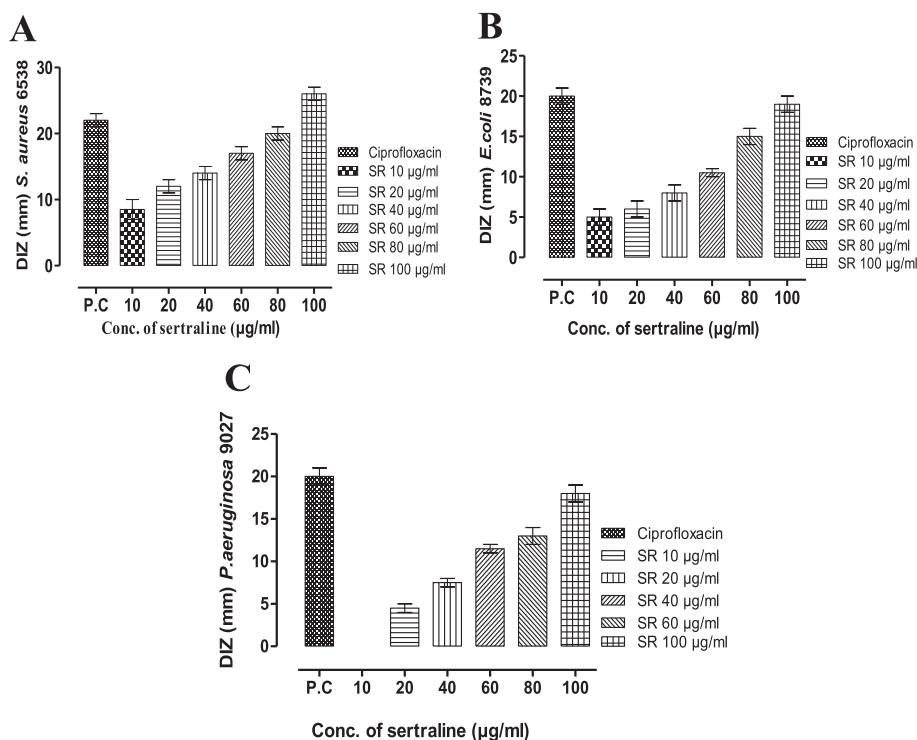 A
DIZ (mm) S. aureus 6538
30
20
10
0
P.C 10 20 40 60 80 100
Conc. of sertraline (µg/ml)
Ciprofloxacin
SR 10 µg/ml
SR 20 µg/ml
SR 40 µg/ml
SR 60 µg/ml
SR 80 µg/ml
SR 100 µg/ml
B
DIZ (mm) E.coli 8739
25
20
15
10
5
0
P.C 10 20 40 60 80 100
Conc. of sertraline (µg/ml)
Ciprofloxacin
SR 10 µg/ml
SR 20 µg/ml
SR 40 µg/ml
SR 60 µg/ml
SR 80 µg/ml
SR 100 µg/ml
C
DIZ (mm) P.aeruginosa 9027
25
20
15
10
5
0
P.C 10 20 40 60 80 100
Conc. of sertraline (µg/ml)
Ciprofloxacin
SR 10 µg/ml
SR 20 µg/ml
SR 40 µg/ml
SR 60 µg/ml
SR 100 µg/ml